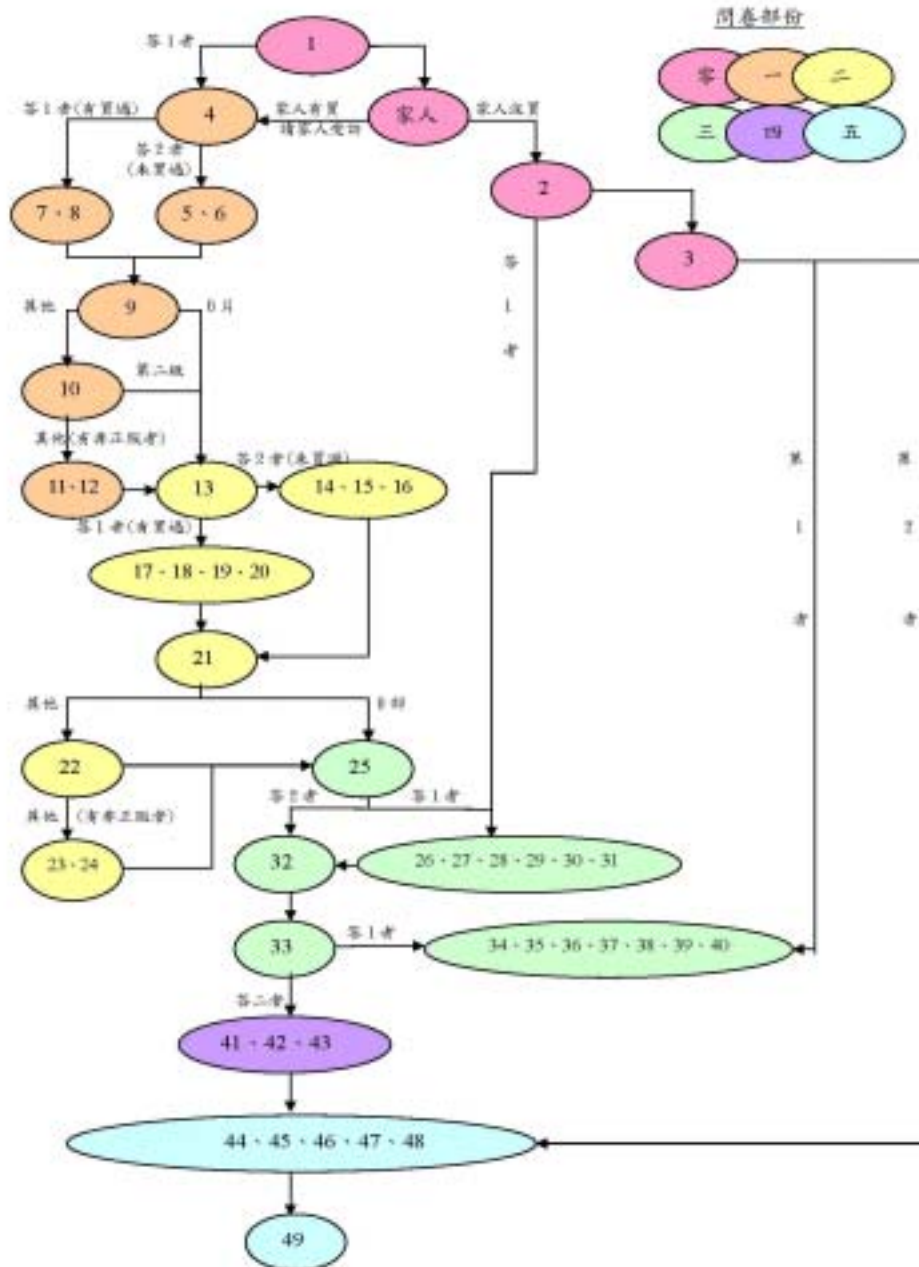 問卷部份
零 一 二
三 四 五
1
答1者
家人
4
家人有買
請家人受訪
家人沒買
答1者(有買過)
答2者
(未買過)
2
7、8
5、6
3
答1者
9
其他
0片
10
第二級
其他(有非正版者)
11、12
13
答2者(未買過)
14、15、16
答1者(有買過)
17、18、19、20
第1者
第2者
21
其他
22
25
其他 (有非正版者)
答2者
答1者
23、24
32
26、27、28、29、30、31
33
答1者
34、35、36、37、38、39、40
答二者
41、42、43
44、45、46、47、48
49